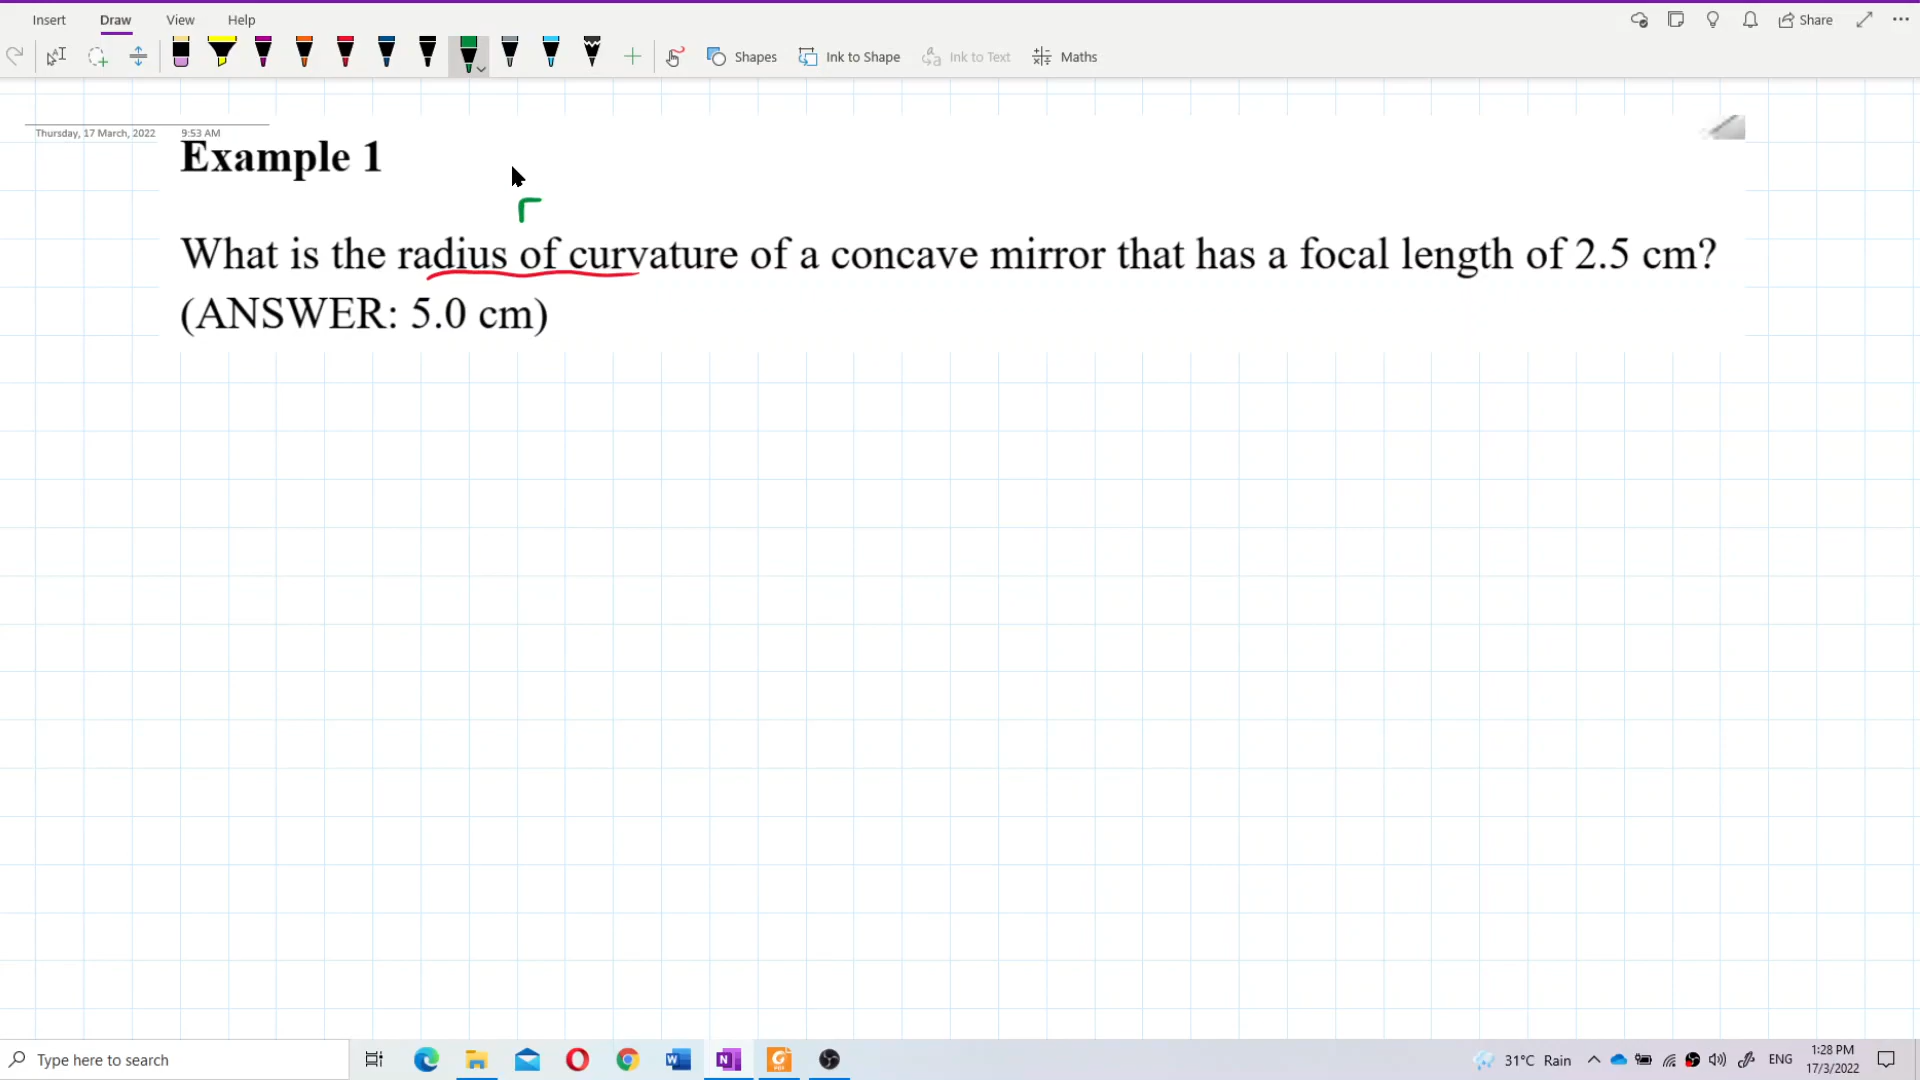 Insert Draw View Help Share
Shapes Ink to Shape Ink to Text Maths
Thursday, 17 March, 2022 9:53 AM
Example 1
r
What is the radius of curvature of a concave mirror that has a focal length of 2.5 cm?
(ANSWER: 5.0 cm)
Type here to search 31°C Rain ENG 1:28 PM
17/3/2022